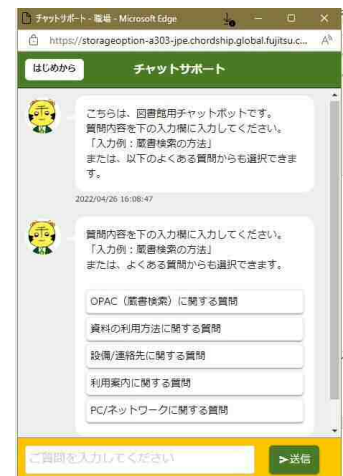 チャットサポート - 職場 - Microsoft Edge
https://storageoption-a303-jpe.chordship.global.fujitsu.c...
はじめから
チャットサポート
こちらは、図書館用チャットボットです。
質問内容を下の入力欄に入力してください。
「入力例：蔵書検索の方法」
または、以下のよくある質問からも選択できま
す。
2022/04/26 16:08:47
質問内容を下の入力欄に入力してください。
「入力例：蔵書検索の方法」
または、よくある質問からも選択できます。
OPAC（蔵書検索）に関する質問
資料の利用方法に関する質問
設備/連絡先に関する質問
利用案内に関する質問
PC/ネットワークに関する質問
ご質問を入力してください
➤送信